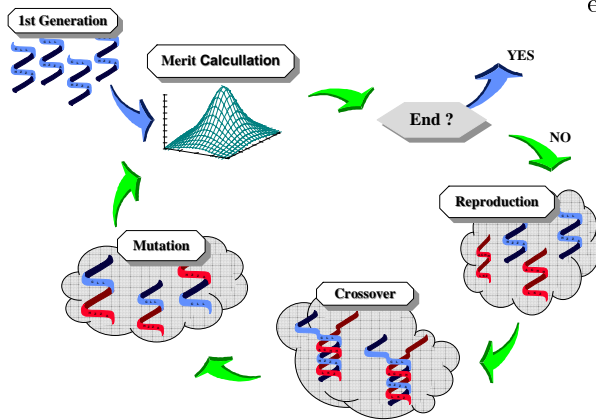 1st Generation
Merit Calcullation
End ?
YES
NO
Reproduction
Crossover
Mutation